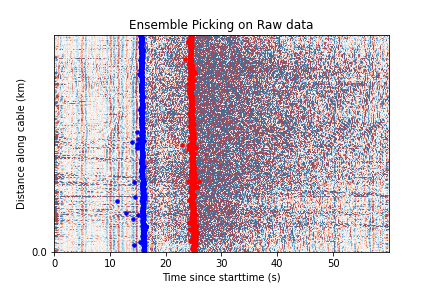 Ensemble Picking on Raw data
Distance along cable (km)
0.0
0 10 20 30 40 50
Time since starttime (s)